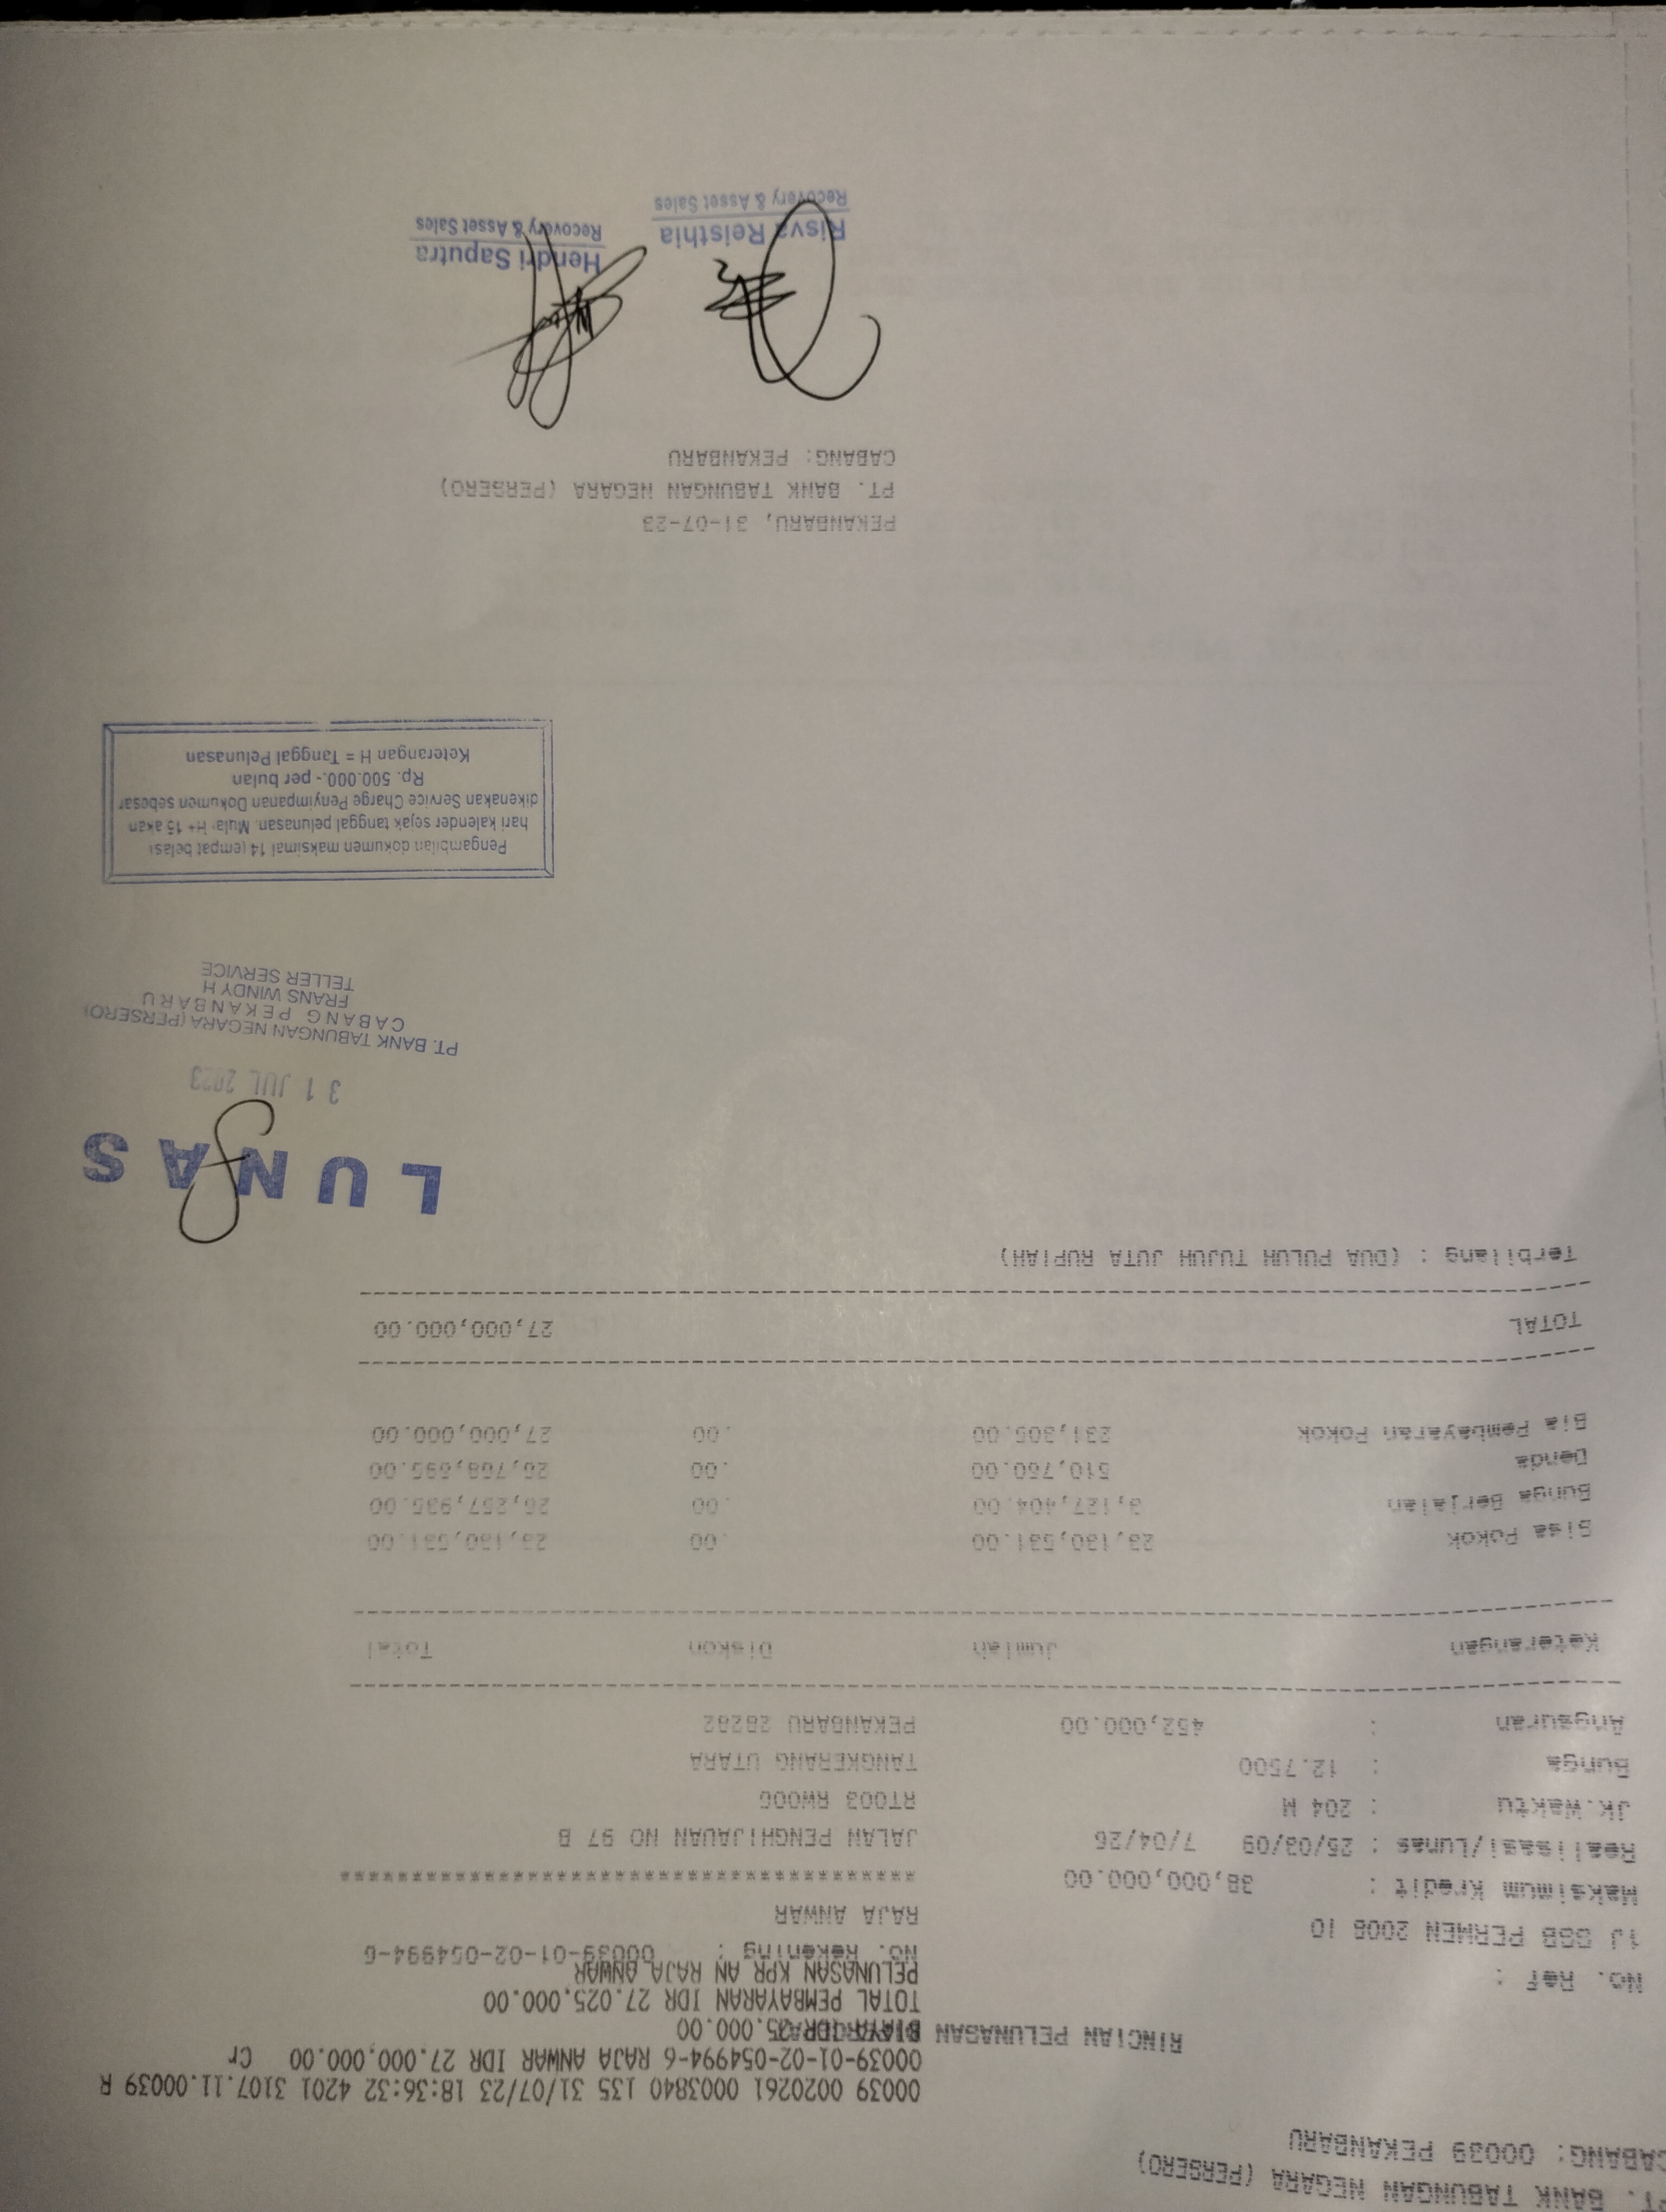 PT. BANK TABUNGAN NEGARA (PERSERO)
CABANG: 00039 PEKANBARU
00039 0020261 0003840 135 31/07/23 18:36:32 4201 3107.11.00039 R
00039-01-02-054994-6 RAJA ANWAR IDR 27.000,000.00 Cr
RINCIAN PELUNASAN
IDR 25.000.00
TOTAL PEMBAYARAN IDR 27.025,000.00
No. Ref :
PELUNASAN KPR AN RAJA ANWAR
No. Rekening : 00039-01-02-054994-6
1J SSB PERMEN 2008 10
RAJA ANWAR
Maksimum Kredit : 38,000,000.00
****************************************
Realisasi/Lunas : 25/03/09 7/04/26
JALAN PENGHIJAUAN NO 97 B
Jk.Waktu : 204 M
RT003 RW006
Bunga : 12.7500
TANGKERANG UTARA
Angsuran : 452,000.00
PEKANBARU 28282
Keterangan Jumlah Diskon Total
Sisa Pokok 23,130,531.00 .00 23,130,531.00
Bunga Berjalan 3,127,404.00 .00 26,257,935.00
Denda 510,760.00 .00 26,768,695.00
Bia Pembayaran Pokok 231,305.00 .00 27,000,000.00
TOTAL 27,000,000.00
Terbilang : (DUA PULUH TUJUH JUTA RUPIAH)
LUNAS
31 JUL 2023
PT. BANK TABUNGAN NEGARA (PERSERO)
CABANG PEKANBARU
FRANS WINDY H
TELLER SERVICE
Pengambilan dokumen maksimal 14 (empat belas)
hari kalender sejak tanggal pelunasan. Mulai H+ 15 akan
dikenakan Service Charge Penyimpanan Dokumen sebesar
Rp. 500.000.- per bulan
Keterangan H = Tanggal Pelunasan
PEKANBARU, 31-07-23
PT. BANK TABUNGAN NEGARA (PERSERO)
CABANG: PEKANBARU
Risva Reisthia
Recovery & Asset Sales
Hendri Saputra
Recovery & Asset Sales